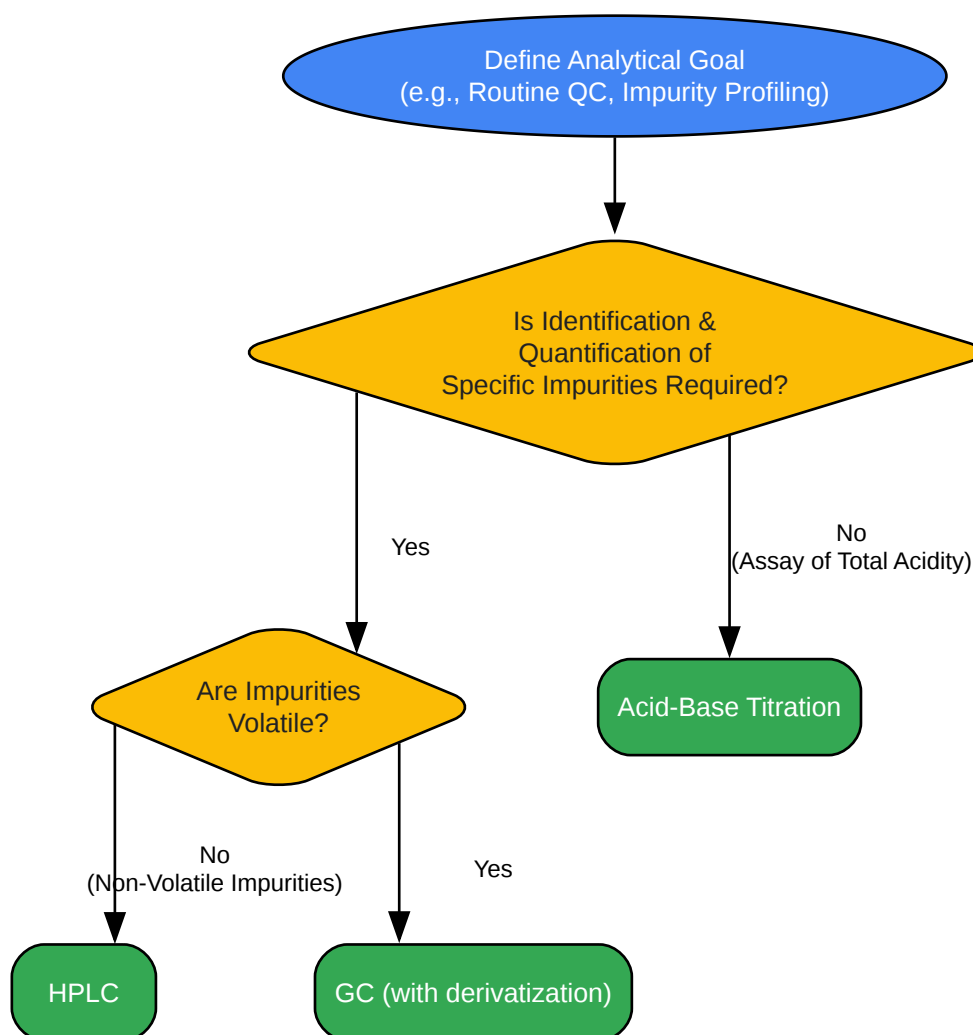 Define Analytical Goal
(e.g., Routine QC, Impurity Profiling)
Is Identification &
Quantification of
Specific Impurities Required?
Yes
No
(Assay of Total Acidity)
Are Impurities
Volatile?
Acid-Base Titration
No
(Non-Volatile Impurities)
Yes
HPLC
GC (with derivatization)